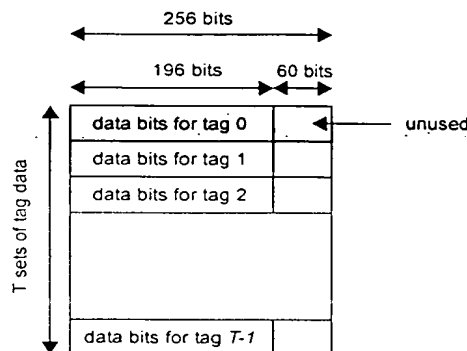 256 bits
196 bits 60 bits
data bits for tag 0 unused
data bits for tag 1
data bits for tag 2
T sets of tag data
data bits for tag T-1